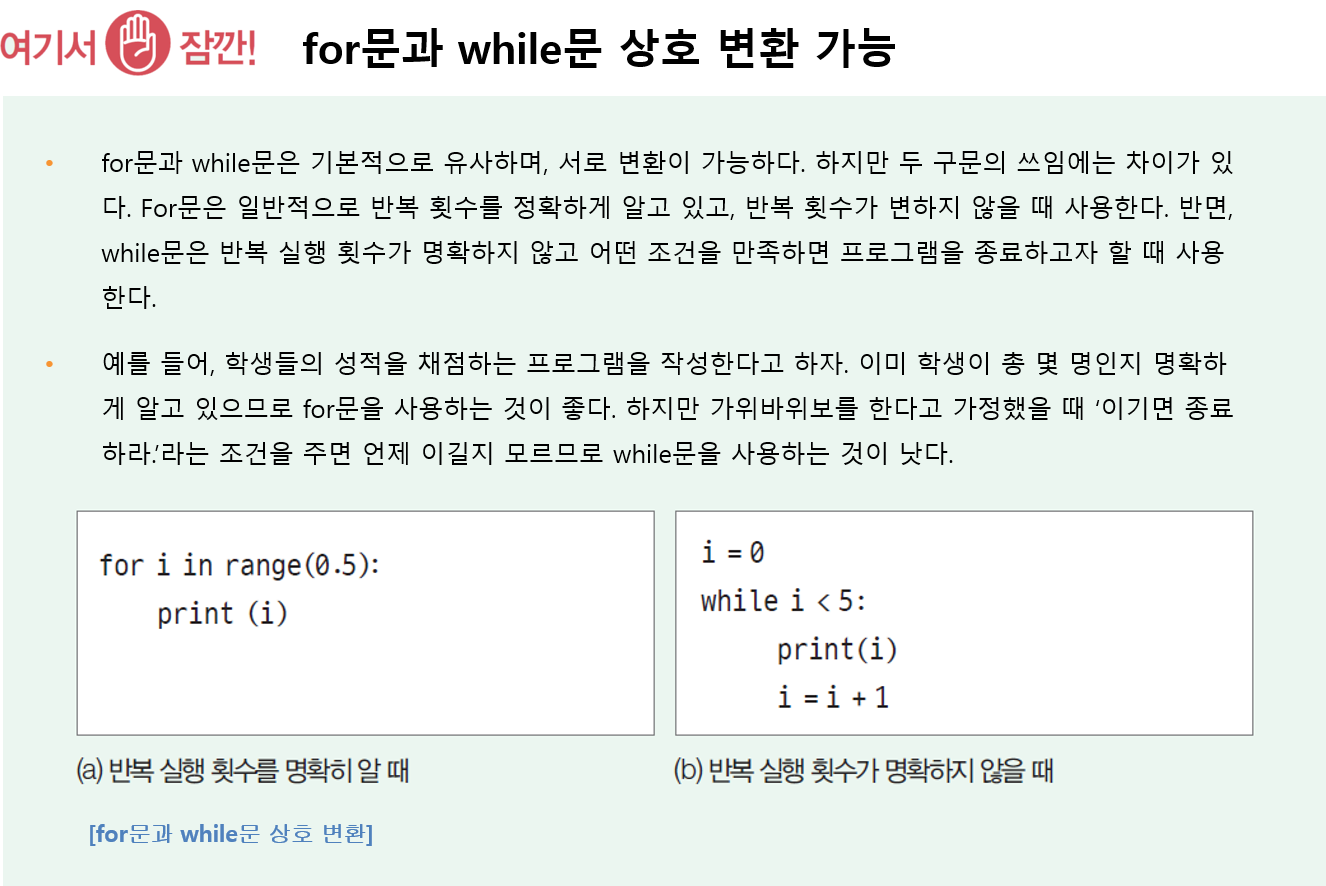 여기서 잠깐! for문과 while문 상호 변환 가능
• for문과 while문은 기본적으로 유사하며, 서로 변환이 가능하다. 하지만 두 구문의 쓰임에는 차이가 있
다. For문은 일반적으로 반복 횟수를 정확하게 알고 있고, 반복 횟수가 변하지 않을 때 사용한다. 반면,
while문은 반복 실행 횟수가 명확하지 않고 어떤 조건을 만족하면 프로그램을 종료하고자 할 때 사용
한다.
• 예를 들어, 학생들의 성적을 채점하는 프로그램을 작성한다고 하자. 이미 학생이 총 몇 명인지 명확하
게 알고 있으므로 for문을 사용하는 것이 좋다. 하지만 가위바위보를 한다고 가정했을 때 ‘이기면 종료
하라.’라는 조건을 주면 언제 이길지 모르므로 while문을 사용하는 것이 낫다.
for i in range(0.5):
    print (i)
i = 0
while i < 5:
    print(i)
    i = i + 1
(a) 반복 실행 횟수를 명확히 알 때
(b) 반복 실행 횟수가 명확하지 않을 때
[for문과 while문 상호 변환]